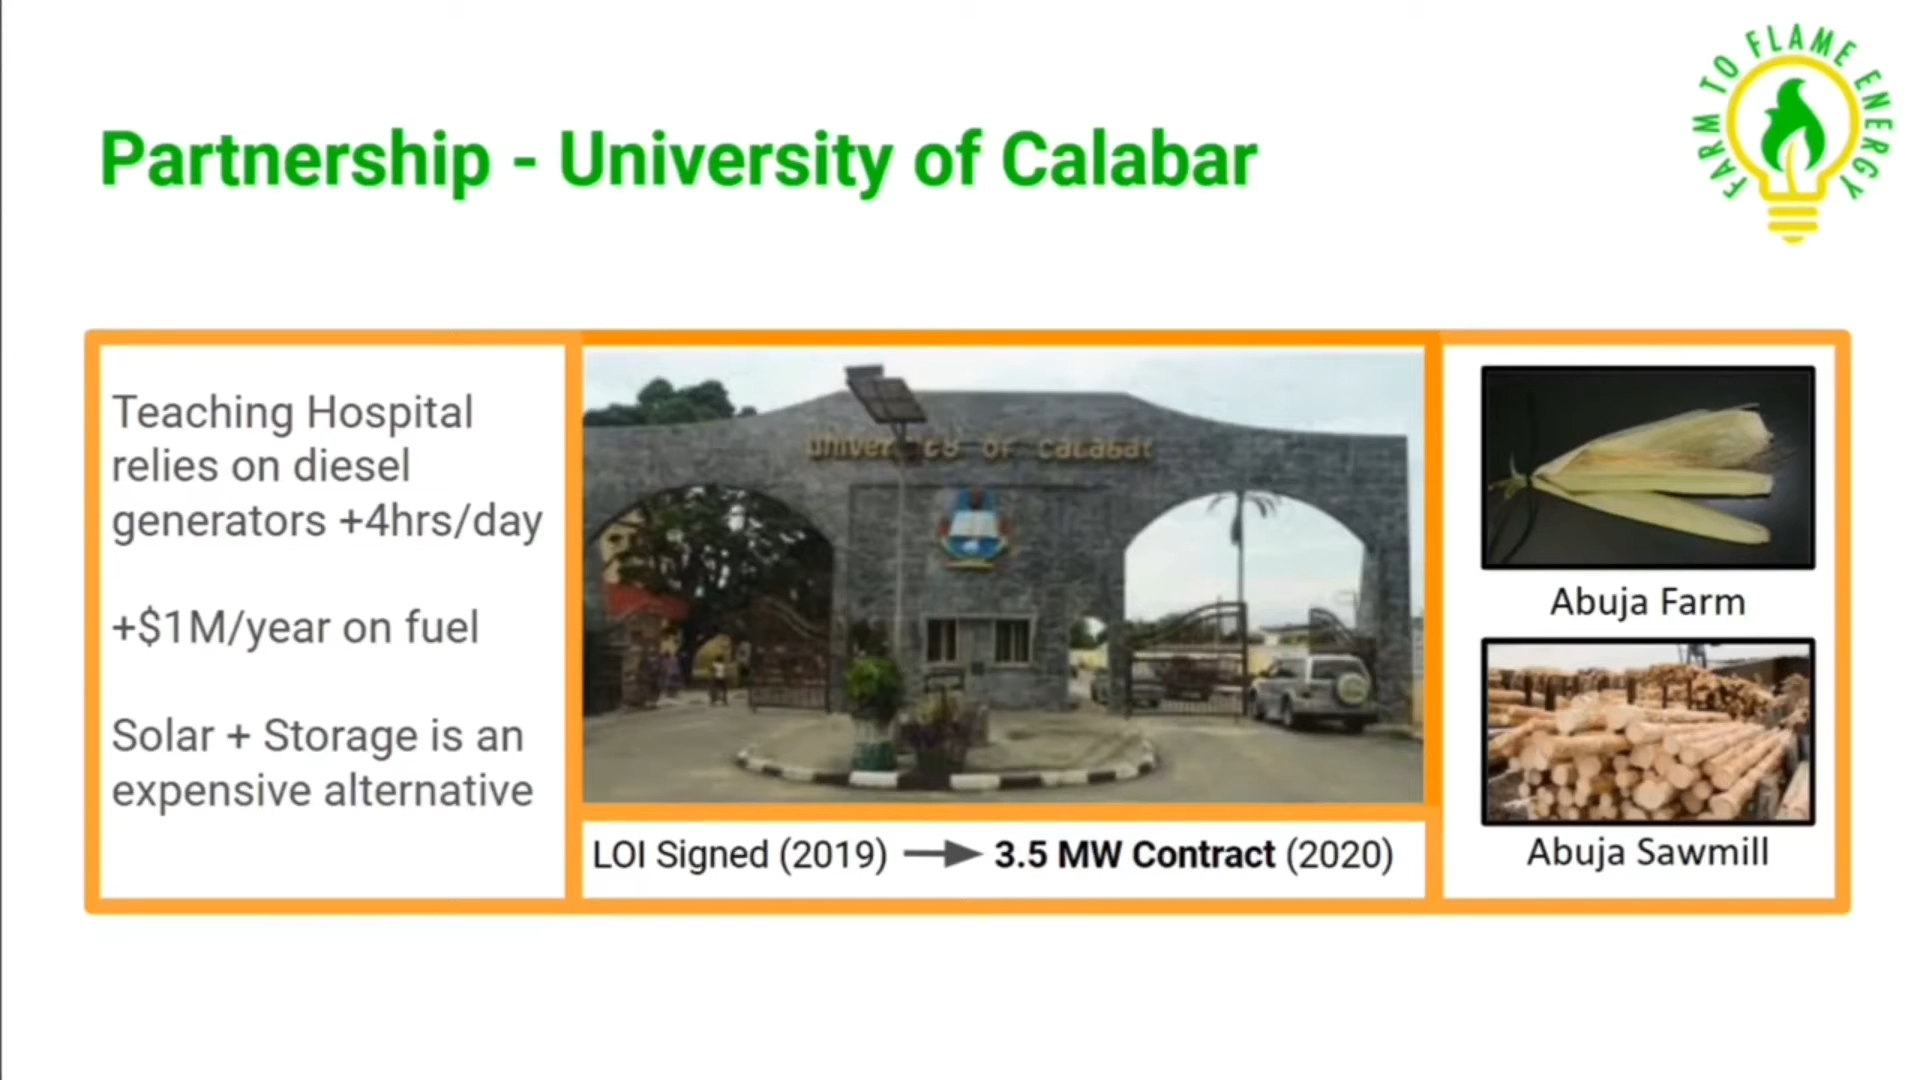 FARM TO FLAME ENERGY
Partnership - University of Calabar
Teaching Hospital
relies on diesel
generators +4hrs/day
+$1M/year on fuel
Solar + Storage is an
expensive alternative
OF CALABAR
LOI Signed (2019) → 3.5 MW Contract (2020)
Abuja Farm
Abuja Sawmill